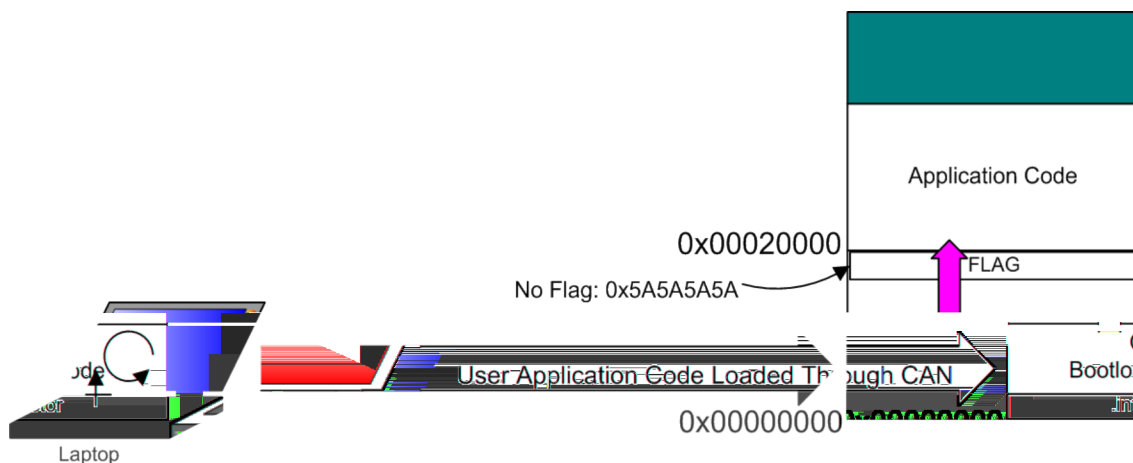 Application Code
0x00020000
FLAG
No Flag: 0x5A5A5A5A
User Application Code Loaded Through CAN
0x00000000
Laptop